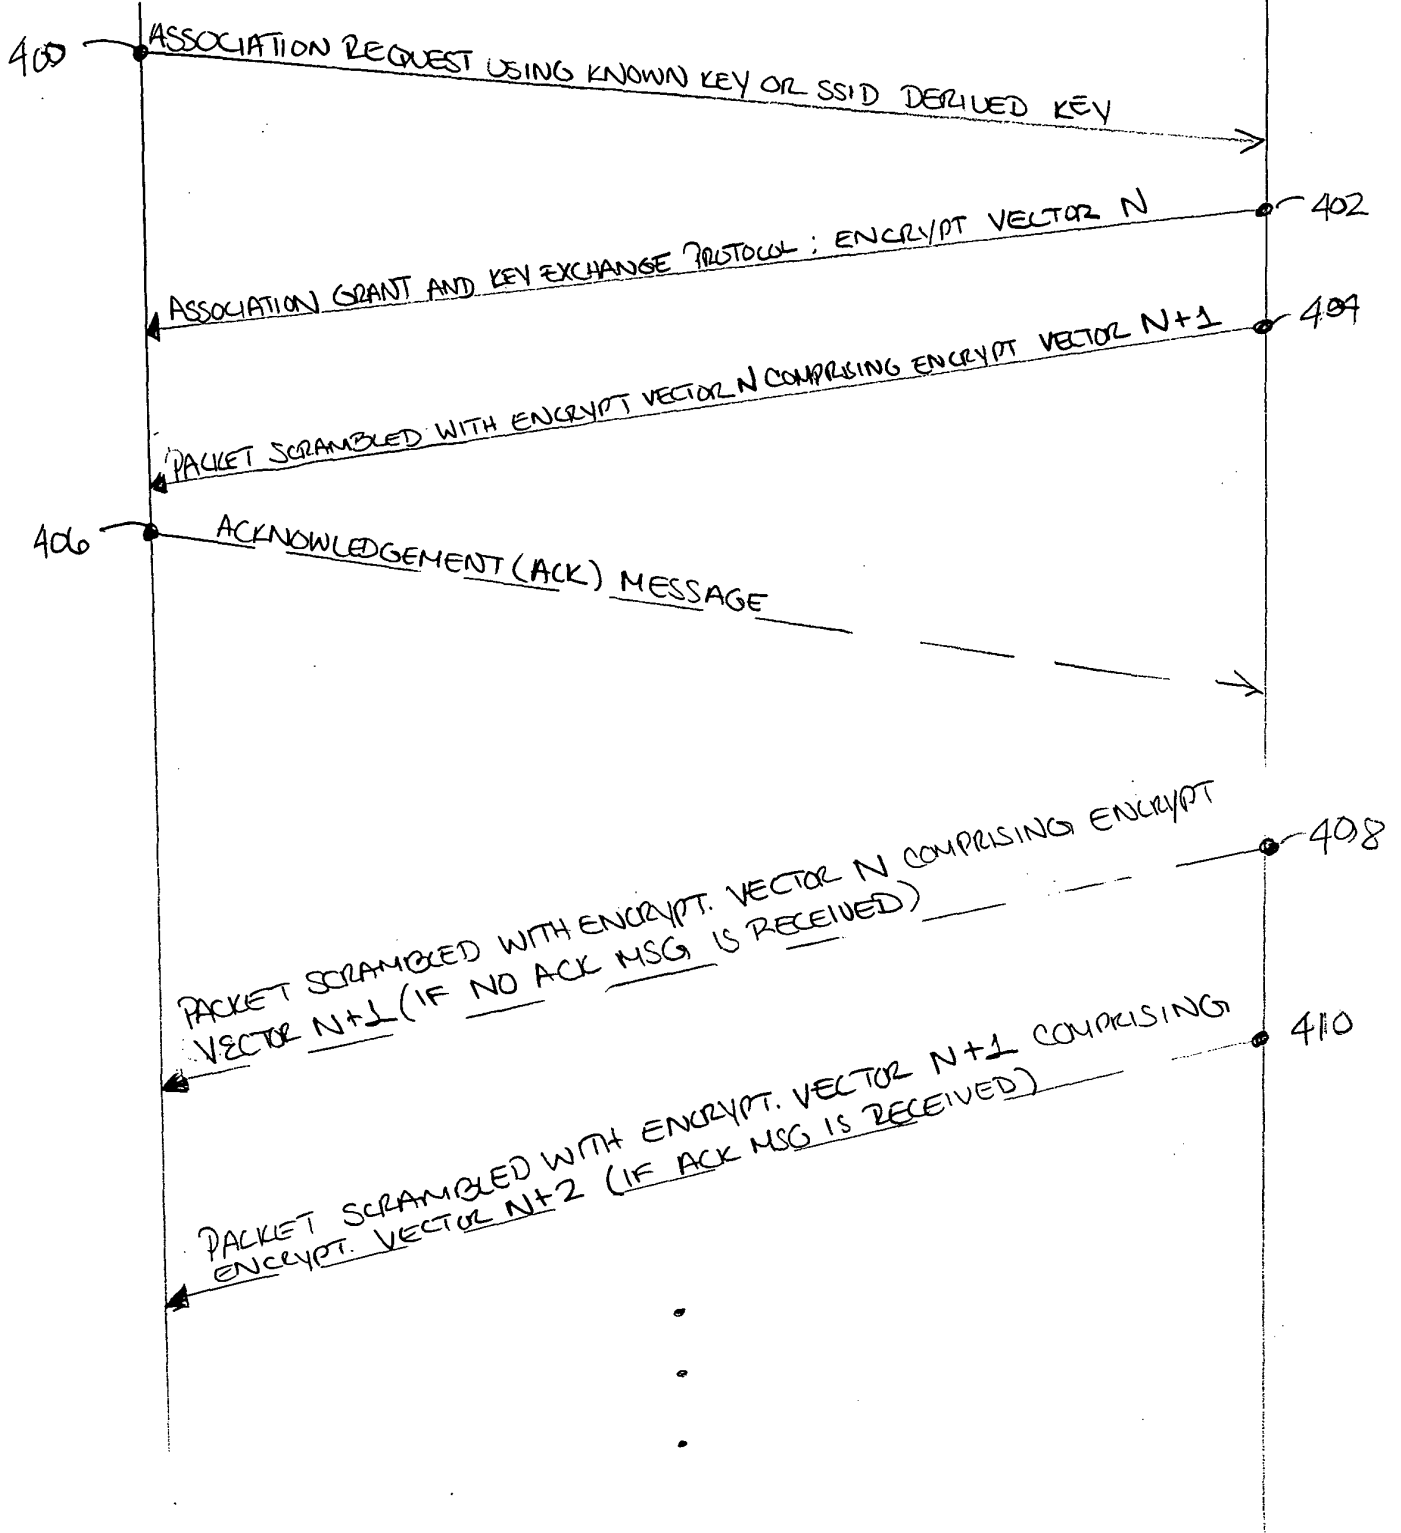 400
ASSOCIATION REQUEST USING KNOWN KEY OR SSID DERIVED KEY
402
ASSOCIATION GRANT AND KEY EXCHANGE PROTOCOL: ENCRYPT VECTOR N
404
PACKET SCRAMBLED WITH ENCRYPT VECTOR N COMPRISING ENCRYPT VECTOR N+1
406
ACKNOWLEDGEMENT (ACK) MESSAGE
408
PACKET SCRAMBLED WITH ENCRYPT. VECTOR N COMPRISING ENCRYPT
VECTOR N+1 (IF NO ACK MSG IS RECEIVED)
410
PACKET SCRAMBLED WITH ENCRYPT. VECTOR N+1 COMPRISING
ENCRYPT. VECTOR N+2 (IF ACK MSG IS RECEIVED)